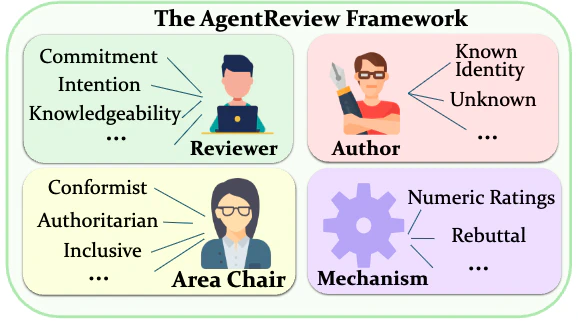 The AgentReview Framework
Commitment
Intention
Knowledgeability
...
Reviewer
Known
Identity
Unknown
...
Author
Conformist
Authoritarian
Inclusive
...
Area Chair
Numeric Ratings
Rebuttal
...
Mechanism